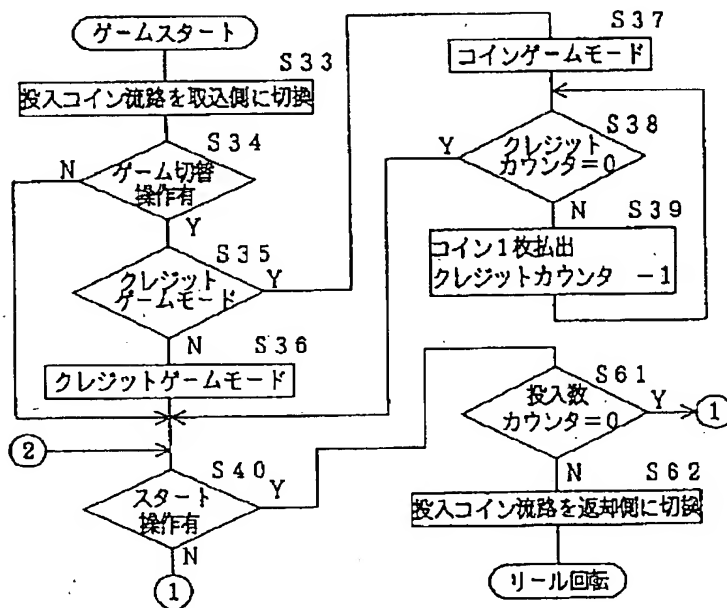 ゲームスタート
S33
投入コイン流路を取込側に切換
S34
N
ゲーム切替
操作有
Y
S35
クレジット
ゲームモード
Y
N
S36
クレジットゲームモード
2
S40
スタート
操作有
Y
N
1
S37
コインゲームモード
S38
Y
クレジット
カウンタ=0
N
S39
コイン1枚払出
クレジットカウンタ −1
S61
投入数
カウンタ=0
Y
1
N
S62
投入コイン流路を返却側に切換
リール回転